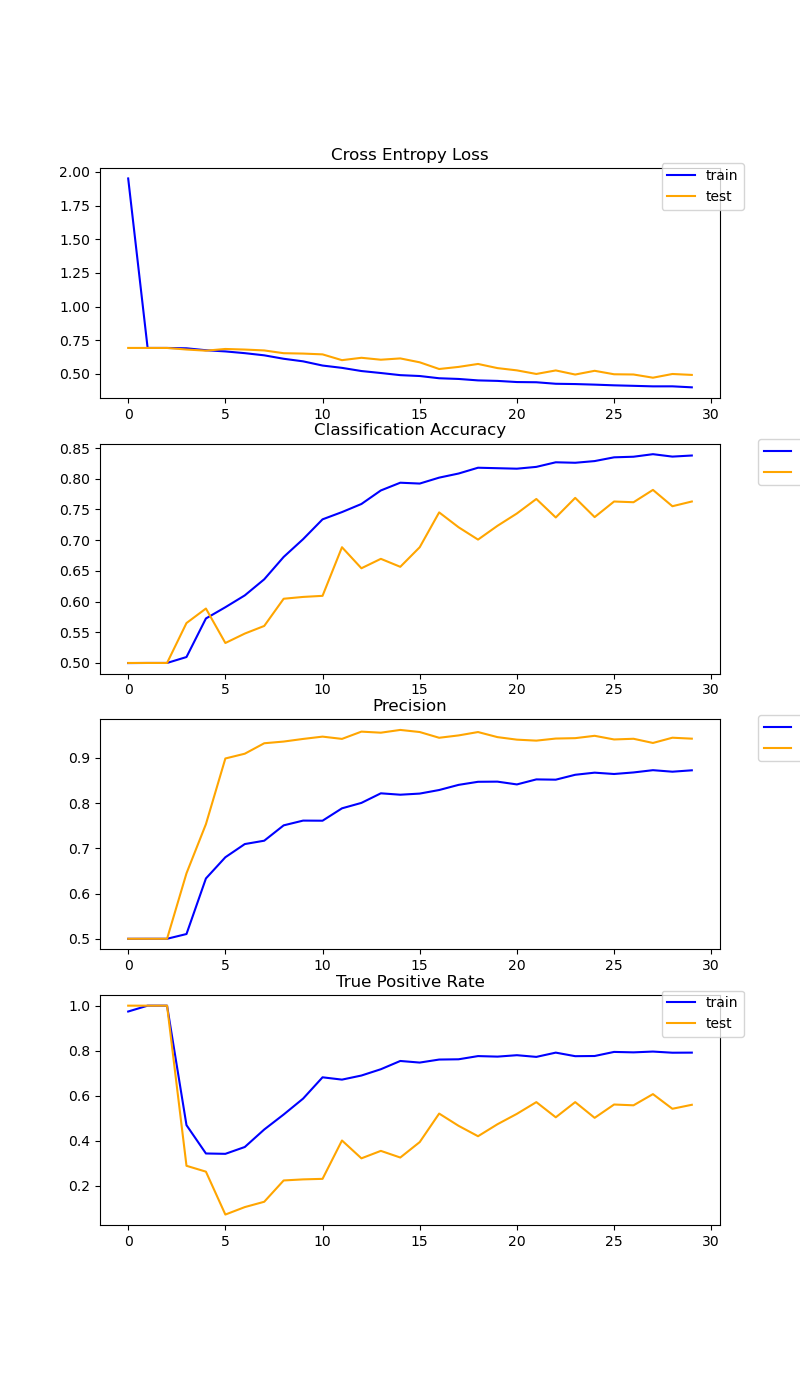 Cross Entropy Loss
2.00
1.75
1.50
1.25
1.00
0.75
0.50
train
test
0 5 10 15 20 25 30
Classification Accuracy
0.85
0.80
0.75
0.70
0.65
0.60
0.55
0.50
0 5 10 15 20 25 30
Precision
0.9
0.8
0.7
0.6
0.5
0 5 10 15 20 25 30
True Positive Rate
1.0
0.8
0.6
0.4
0.2
train
test
0 5 10 15 20 25 30